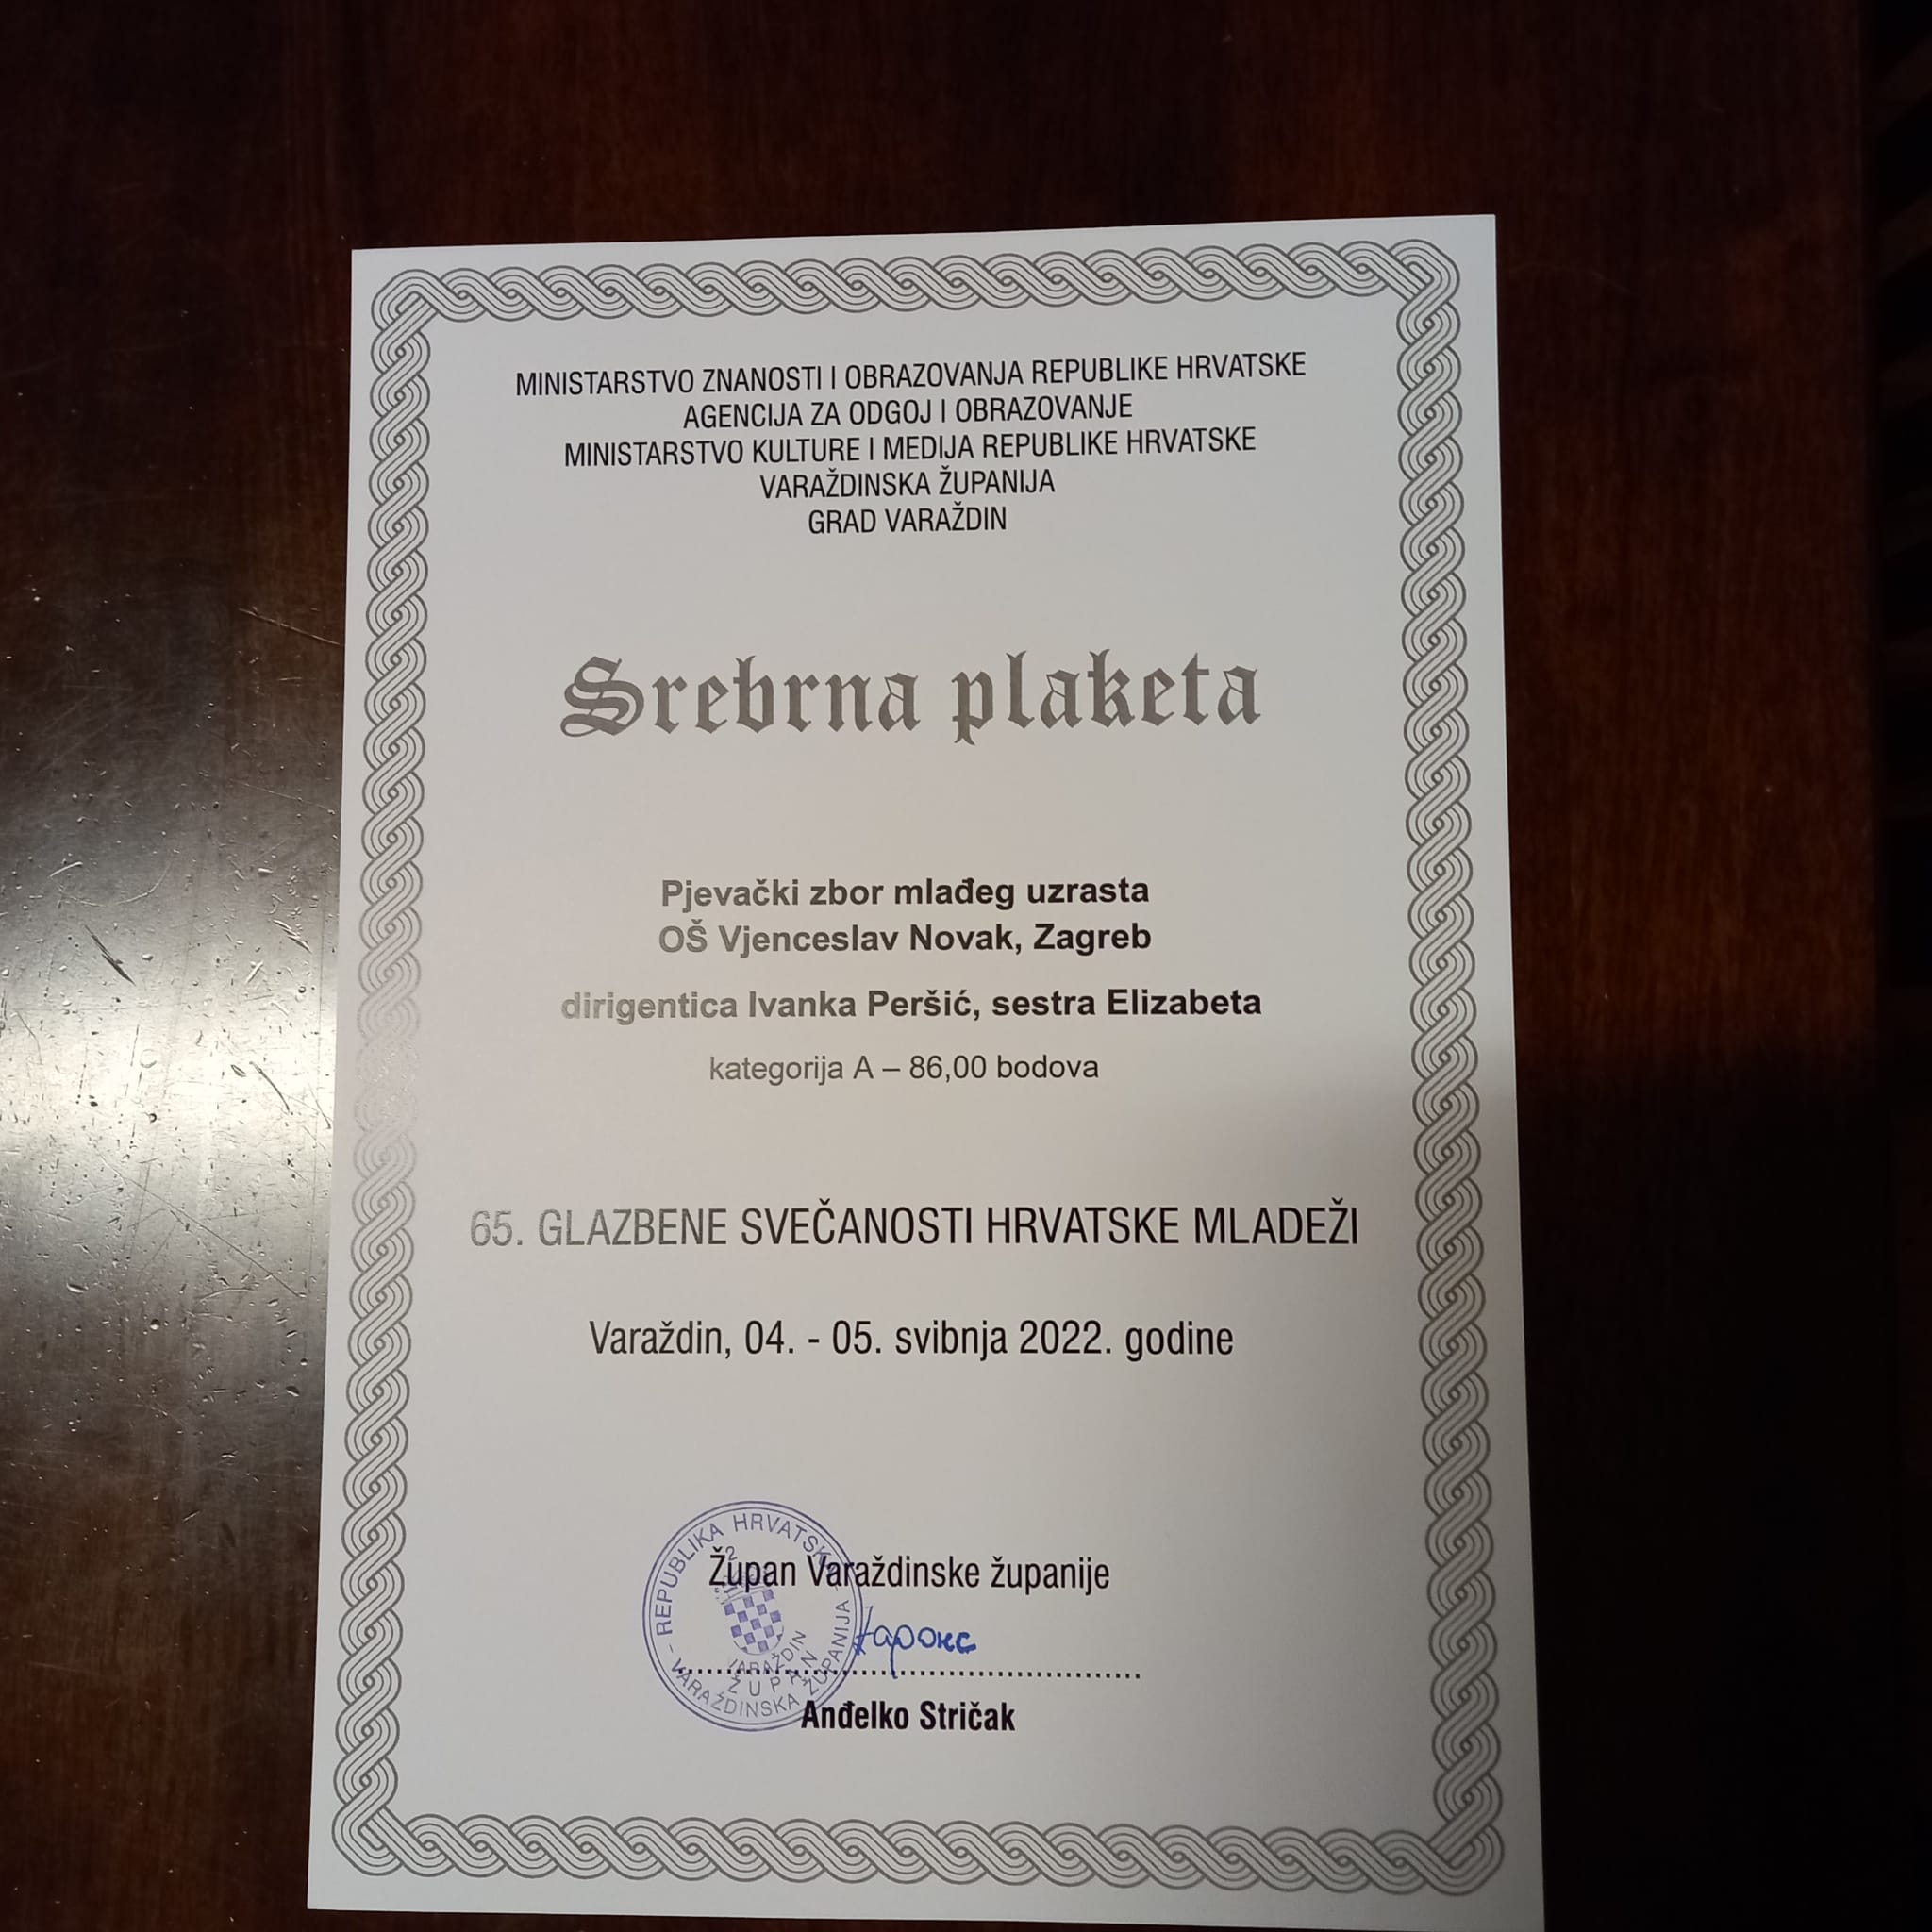 MINISTARSTVO ZNANOSTI I OBRAZOVANJA REPUBLIKE HRVATSKE
AGENCIJA ZA ODGOJ I OBRAZOVANJE
MINISTARSTVO KULTURE I MEDIJA REPUBLIKE HRVATSKE
VARAŽDINSKA ŽUPANIJA
GRAD VARAŽDIN
Srebrna plaketa
Pjevački zbor mlađeg uzrasta
OŠ Vjenceslav Novak, Zagreb
dirigentica Ivanka Peršić, sestra Elizabeta
kategorija A – 86,00 bodova
65. GLAZBENE SVEČANOSTI HRVATSKE MLADEŽI
Varaždin, 04. - 05. svibnja 2022. godine
REPUBLIKA HRVATSKA
2
Župan Varaždinske županije
VARAŽDIN
ŽUPAN
VARAŽDINSKA ŽUPANIJA
Anđelko Stričak